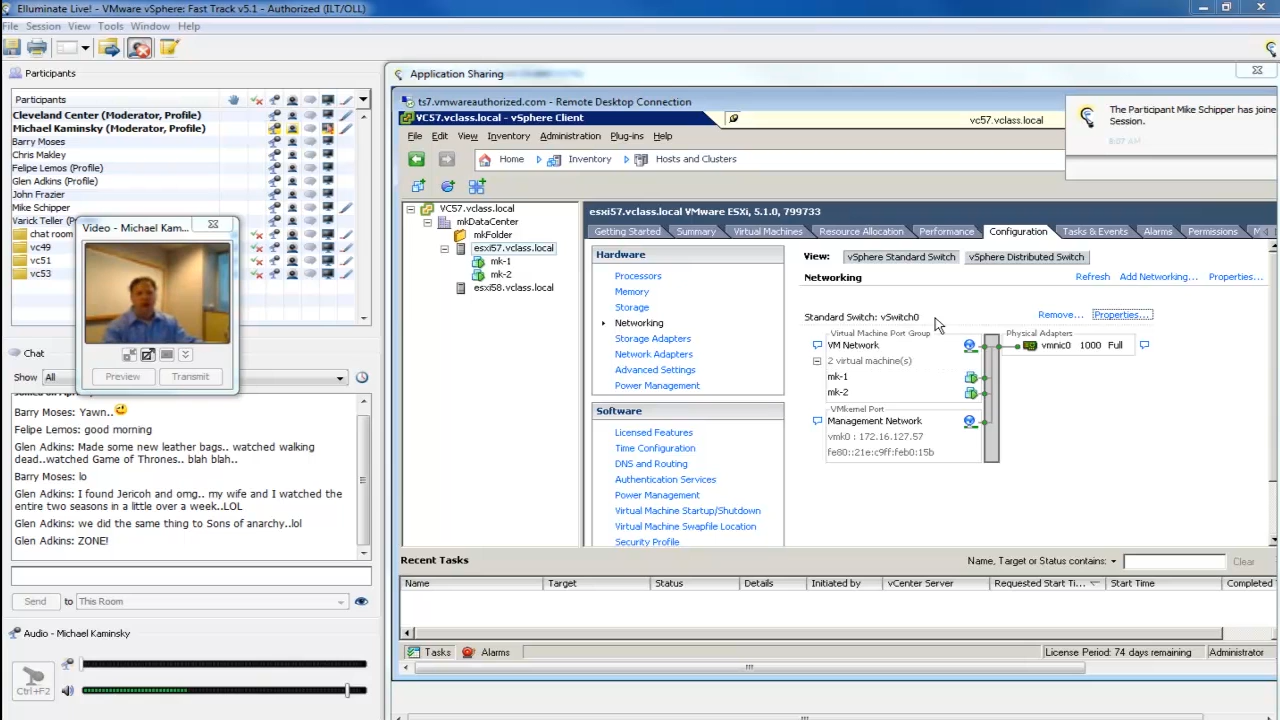 Elluminate Live! - VMware vSphere: Fast Track v5.1 - Authorized (ILT/OLL)
File Session View Tools Window Help
Participants
Participants
Cleveland Center (Moderator, Profile)
Michael Kaminsky (Moderator, Profile)
Barry Moses
Chris Makley
Felipe Lemos (Profile)
Glen Adkins (Profile)
John Frazier
Mike Schipper
Varick Teller (P
chat room
vc49
vc51
vc53
Video - Michael Kam...
Preview Transmit
Chat
Show All
Barry Moses: Yawn..
Felipe Lemos: good morning
Glen Adkins: Made some new leather bags.. watched walking
dead..watched Game of Thrones.. blah blah..
Barry Moses: lo
Glen Adkins: I found Jericoh and omg.. my wife and I watched the
entire two seasons in a little over a week..LOL
Glen Adkins: we did the same thing to Sons of anarchy..lol
Glen Adkins: ZONE!
Send to This Room
Audio - Michael Kaminsky
Ctrl+F2
Application Sharing
ts7.vmwareauthorized.com - Remote Desktop Connection
VC57.vclass.local - vSphere Client
vc57.vclass.local
The Participant Mike Schipper has joine
Session.
8:07 AM
File Edit View Inventory Administration Plug-ins Help
Home Inventory Hosts and Clusters
VC57.vclass.local
mkDataCenter
mkFolder
esxi57.vclass.local
mk-1
mk-2
esxi58.vclass.local
esxi57.vclass.local VMware ESXi, 5.1.0, 799733
Getting Started Summary Virtual Machines Resource Allocation Performance Configuration Tasks & Events Alarms Permissions M
Hardware
Processors
Memory
Storage
Networking
Storage Adapters
Network Adapters
Advanced Settings
Power Management
Software
Licensed Features
Time Configuration
DNS and Routing
Authentication Services
Power Management
Virtual Machine Startup/Shutdown
Virtual Machine Swapfile Location
Security Profile
View: vSphere Standard Switch vSphere Distributed Switch
Networking
Refresh Add Networking... Properties...
Standard Switch: vSwitch0
Remove... Properties...
Virtual Machine Port Group
VM Network
2 virtual machine(s)
mk-1
mk-2
VMkernel Port
Management Network
vmk0 : 172.16.127.57
fe80::21e:c9ff:feb0:15b
Physical Adapters
vmnic0 1000 Full
Recent Tasks
Name, Target or Status contains: Clear
Name Target Status Details Initiated by vCenter Server Requested Start Ti... Start Time Completed
Tasks Alarms
License Period: 74 days remaining Administrator